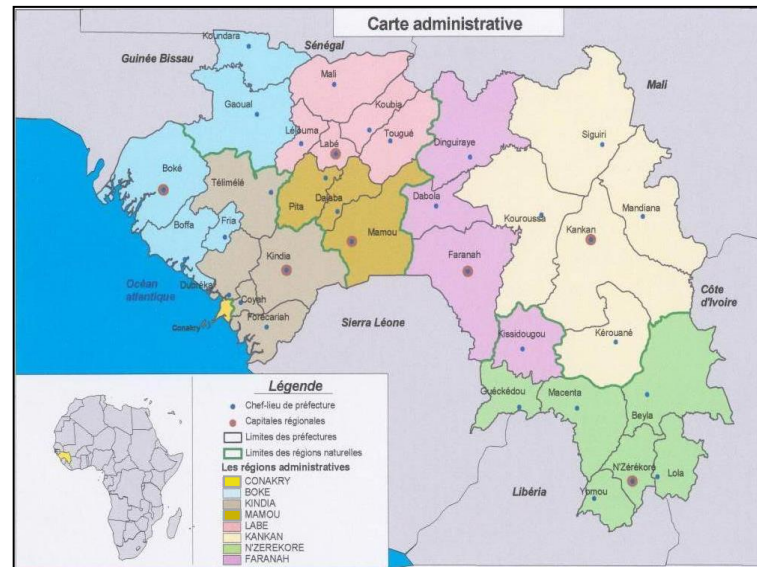 Carte administrative
Koundara
Sénégal
Guinée Bissau
Mali
Mali
Gaoual
Koubia
Lélouma
Labé
Tougué
Dinguiraye
Siguiri
Boké
Télimélé
Pita
Dalaba
Dabola
Kouroussa
Mandiana
Boffa
Fria
Mamou
Kankan
Kindia
Faranah
Océan
atlantique
Dubréka
Coyah
Côte
d'Ivoire
Conakry
Forécariah
Sierra Léone
Kissidougou
Kérouané
Guéckédou
Macenta
Beyla
N'Zérékoré
Lola
Yomou
Libéria
Légende
Chef-lieu de préfecture
Capitales régionales
Limites des préfectures
Limites des régions naturelles
Les régions administratives
CONAKRY
BOKE
KINDIA
MAMOU
LABE
KANKAN
N'ZEREKORE
FARANAH